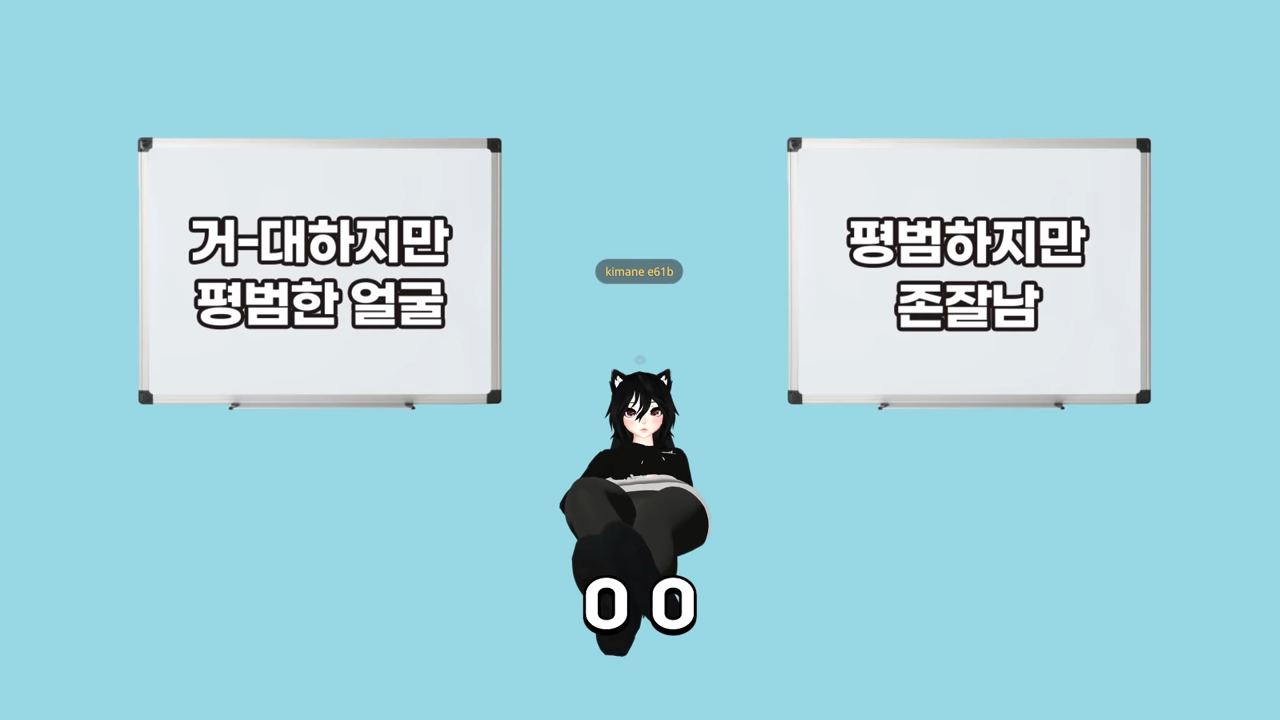 거-대하지만
평범한 얼굴
평범하지만
존잘남
kimane e61b
O O